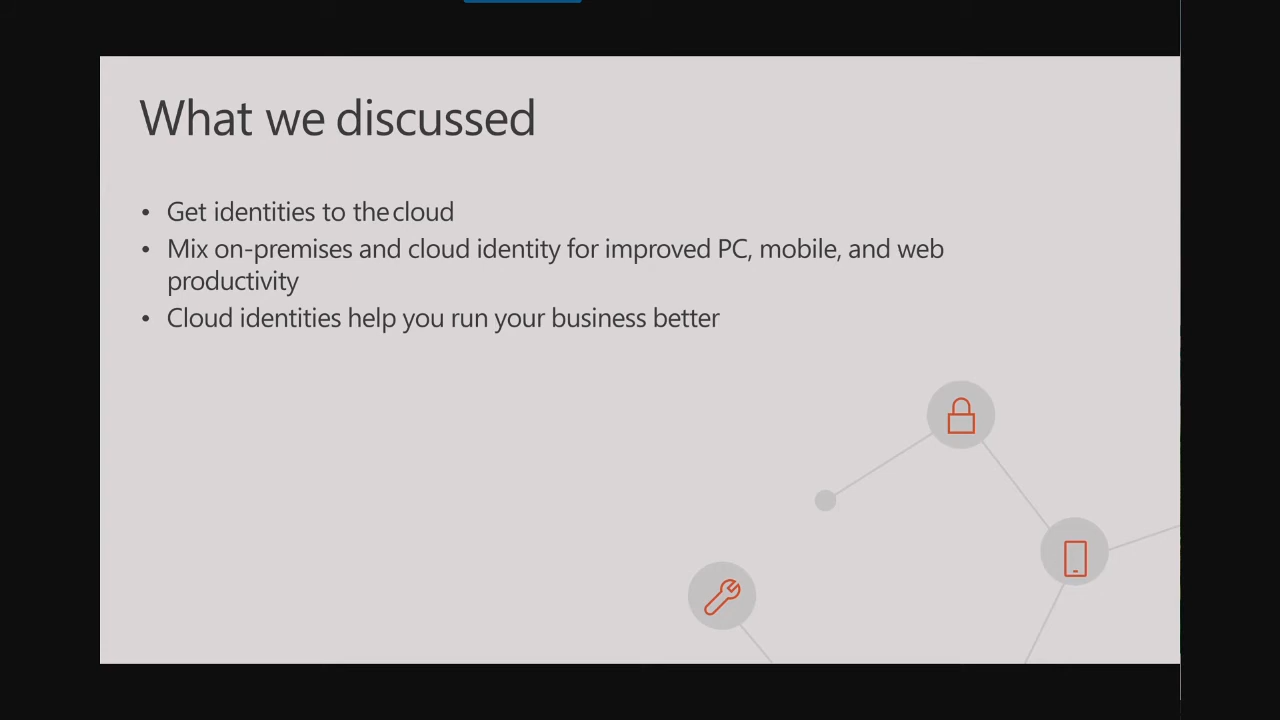 What we discussed
• Get identities to the cloud
• Mix on-premises and cloud identity for improved PC, mobile, and web
productivity
• Cloud identities help you run your business better